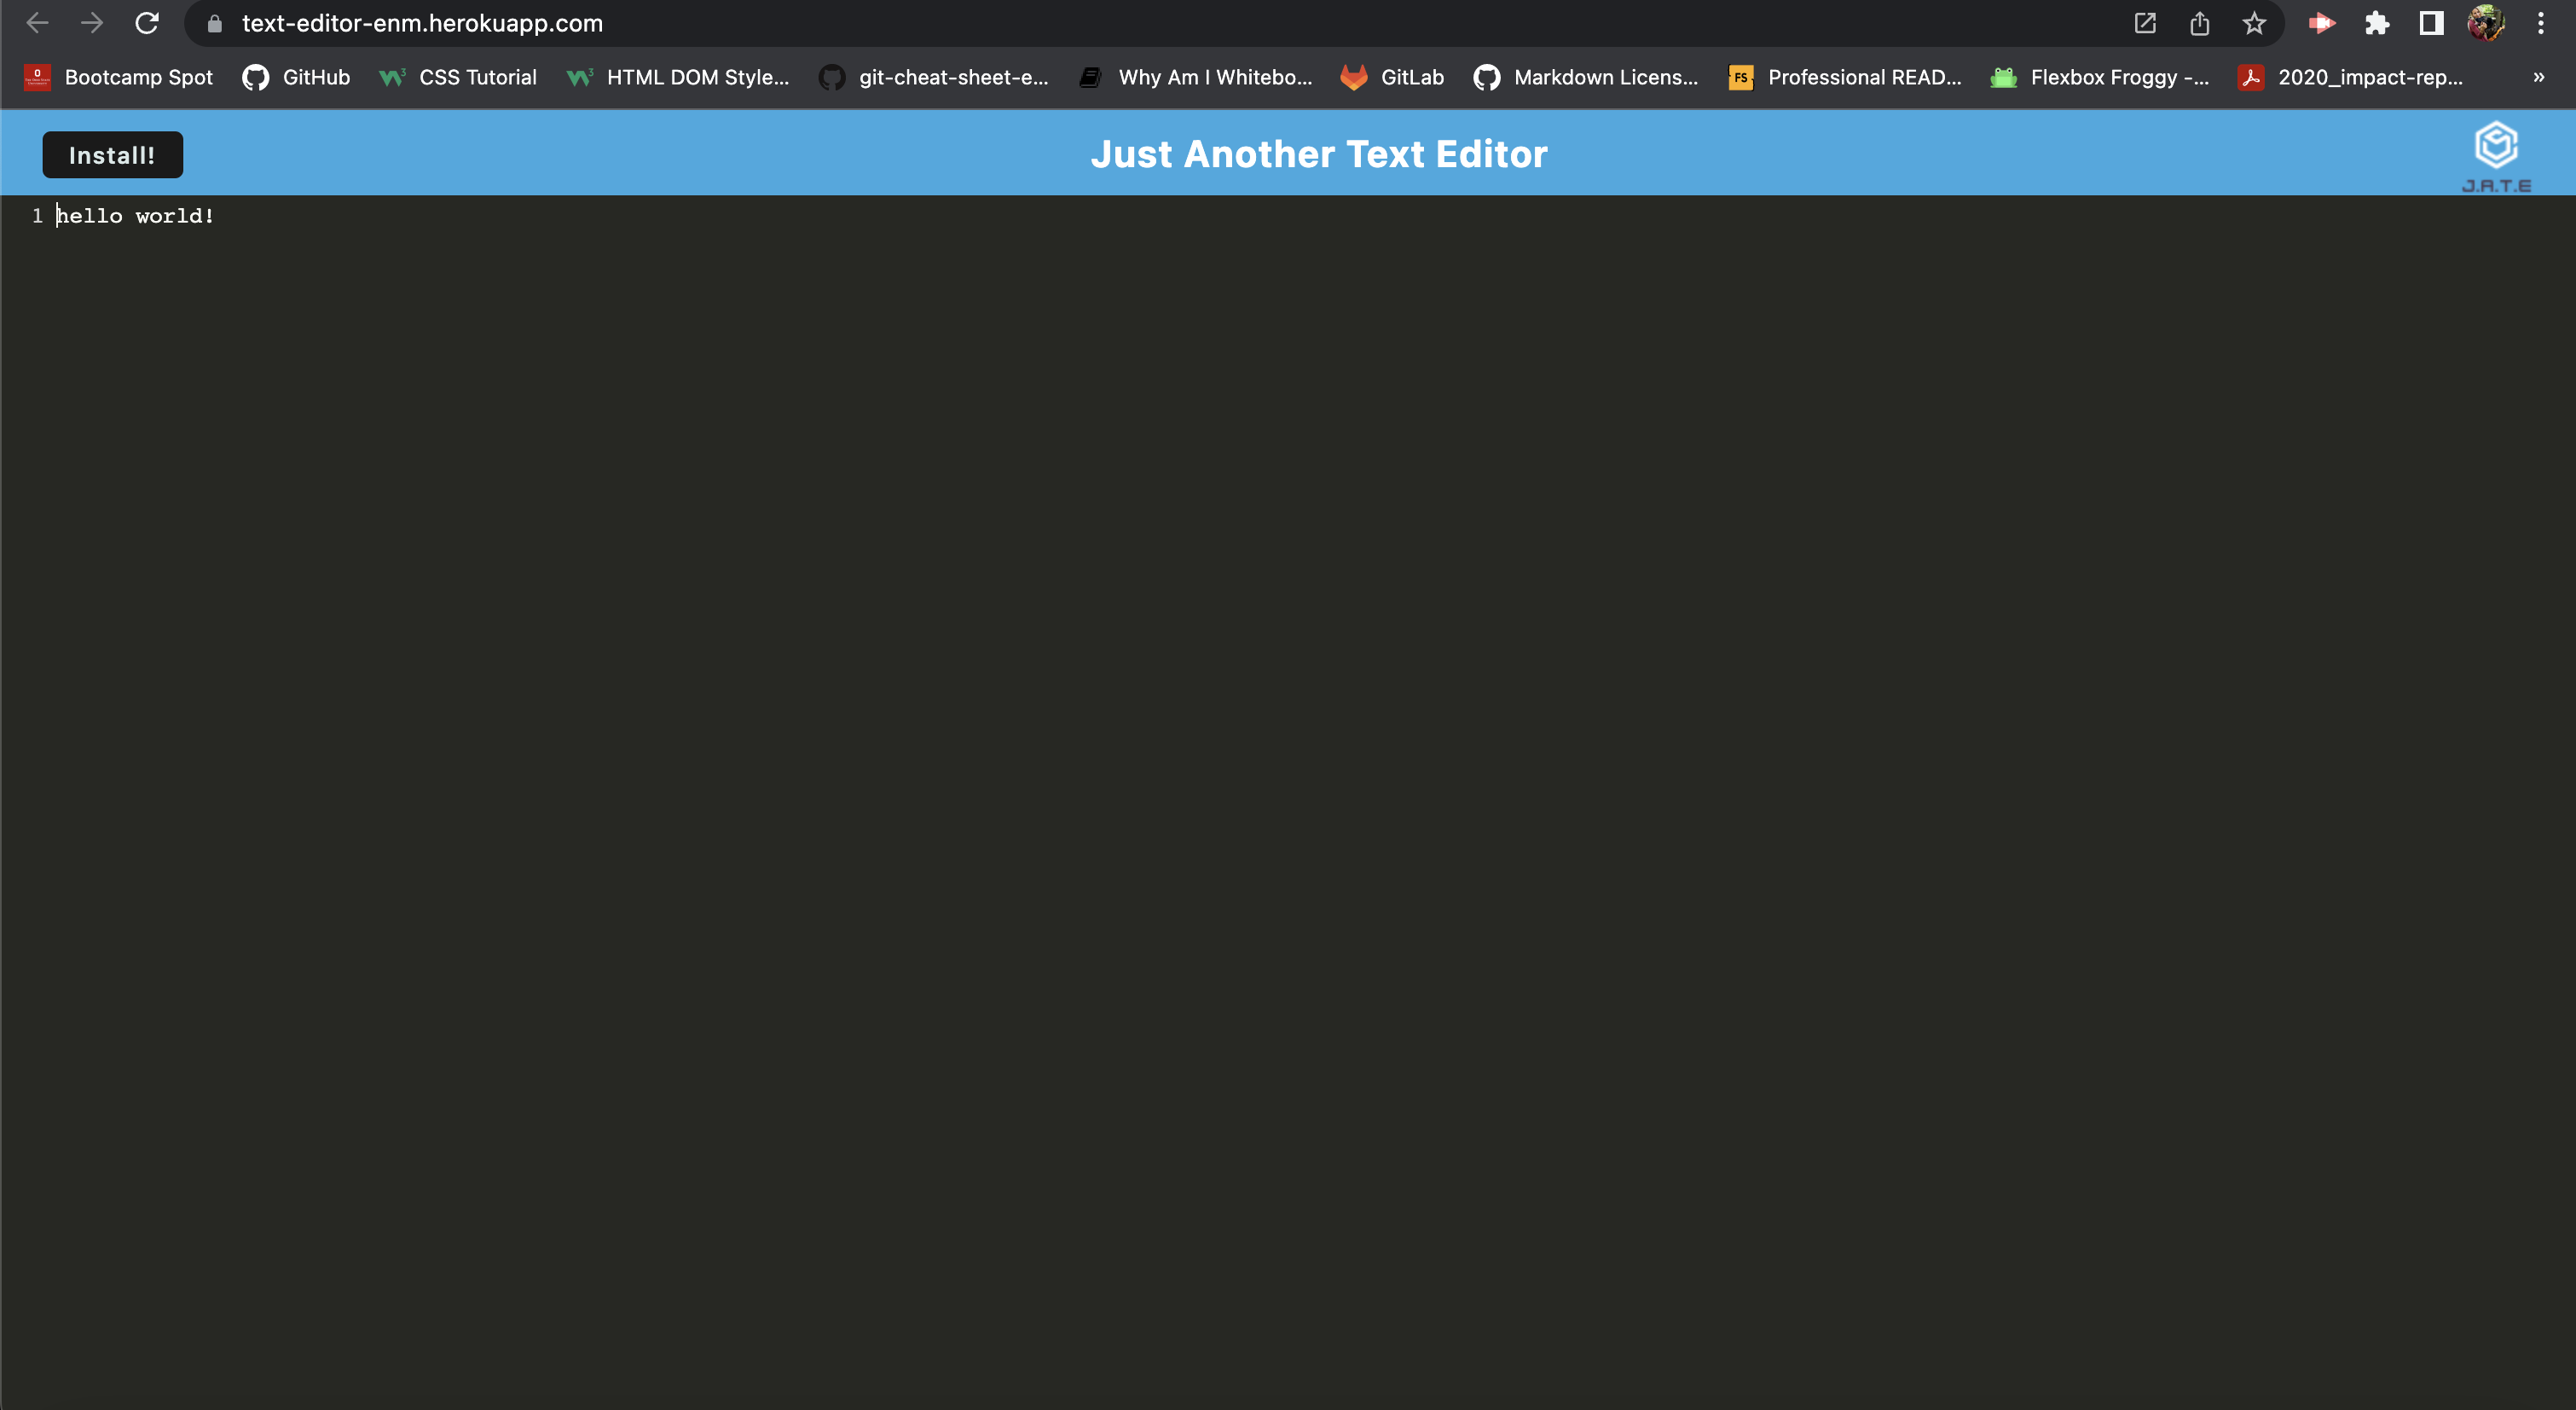 text-editor-enm.herokuapp.com
Bootcamp Spot GitHub CSS Tutorial HTML DOM Style... git-cheat-sheet-e... Why Am I Whitebo... GitLab Markdown Licens... FS Professional READ... Flexbox Froggy -... 2020_impact-rep... »
Install! Just Another Text Editor J.A.T.E
1 hello world!